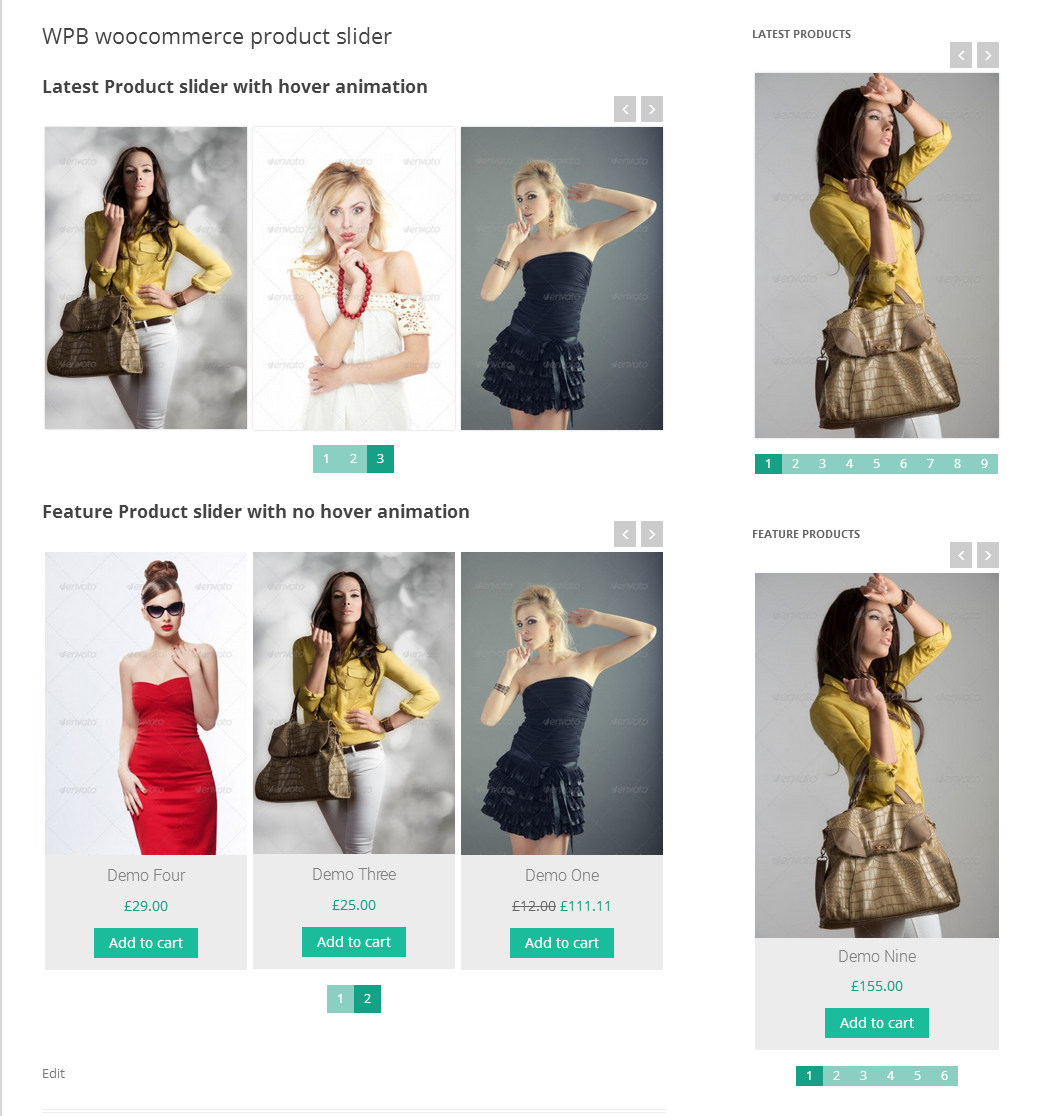 WPB woocommerce product slider
Latest Product slider with hover animation
envato envato envato
1 2 3
Feature Product slider with no hover animation
Demo Four
£29.00
Add to cart
Demo Three
£25.00
Add to cart
Demo One
£12.00 £111.11
Add to cart
1 2
Edit
LATEST PRODUCTS
1 2 3 4 5 6 7 8 9
FEATURE PRODUCTS
Demo Nine
£155.00
Add to cart
1 2 3 4 5 6